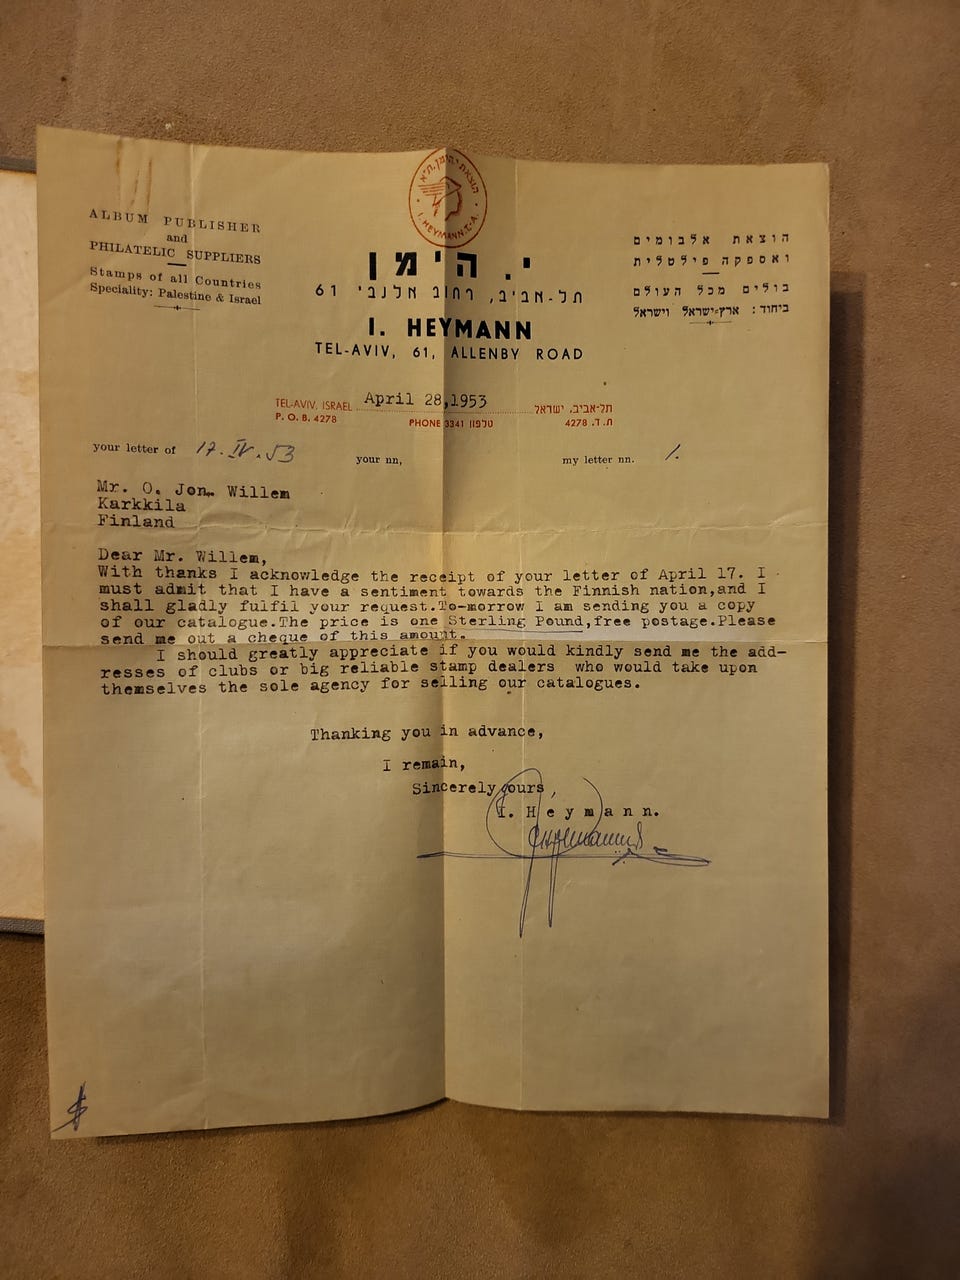 ALBUM PUBLISHER
and
PHILATELIC SUPPLIERS
Stamps of all Countries
Speciality: Palestine & Israel
הוצאת י. הימן ת"א
I. HEYMANN. T.-A.
הוצאת אלבומים
ואספקה פילטלית
בולים מכל העולם
ביחוד: ארץ-ישראל וישראל
י. הימן
תל-אביב, רחוב אלנבי 61
I. HEYMANN
TEL-AVIV, 61, ALLENBY ROAD
TEL-AVIV, ISRAEL April 28,1953 תל-אביב, ישראל
P. O. B. 4278 PHONE 3341 טלפון ת. ד. 4278
your letter of 17. IV. 53 your nn, my letter nn. 1.
Mr. O. Jon. Willem
Karkkila
Finland
Dear Mr. Willem,
With thanks I acknowledge the receipt of your letter of April 17. I
must admit that I have a sentiment towards the Finnish nation,and I
shall gladly fulfil your request.To-morrow I am sending you a copy
of our catalogue.The price is one Sterling Pound,free postage.Please
send me out a cheque of this amount.
I should greatly appreciate if you would kindly send me the add-
resses of clubs or big reliable stamp dealers who would take upon
themselves the sole agency for selling our catalogues.
Thanking you in advance,
I remain,
Sincerely yours,
I. Heymann.